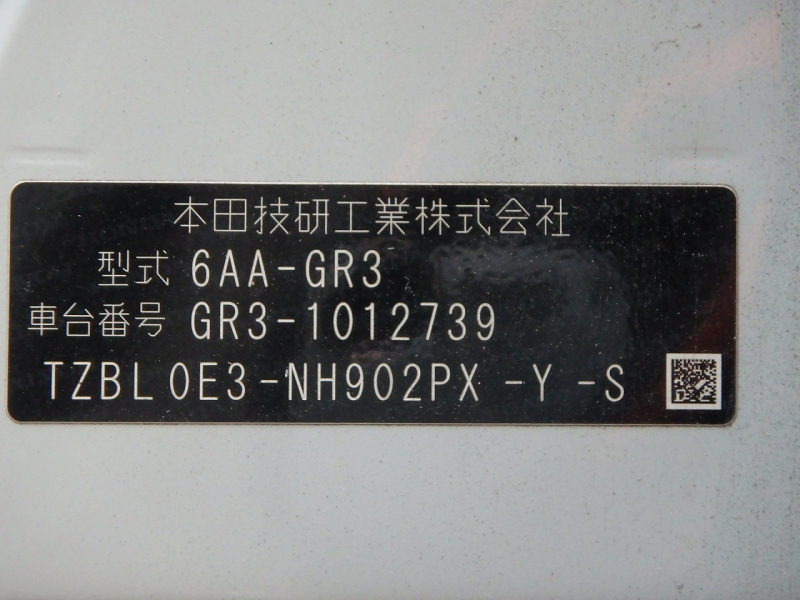 本田技研工業株式会社
型式 6AA-GR3
車台番号 GR3-1012739
TZBL0E3-NH902PX-Y-S